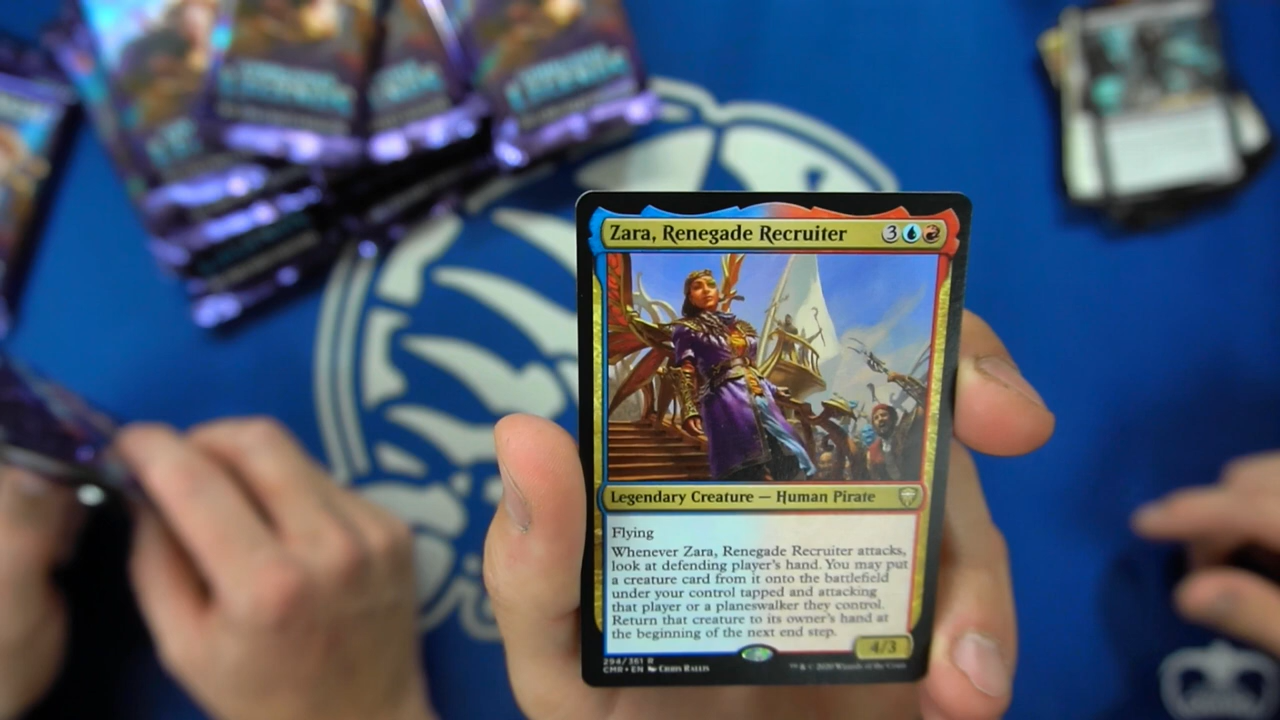 Zara, Renegade Recruiter 3
Legendary Creature — Human Pirate
Flying
Whenever Zara, Renegade Recruiter attacks,
look at defending player's hand. You may put
a creature card from it onto the battlefield
under your control tapped and attacking
that player or a planeswalker they control.
Return that creature to its owner's hand at
the beginning of the next end step.
4/3
294/361 R
CMR • EN Chris Rallis
™ & © 2020 Wizards of the Coast